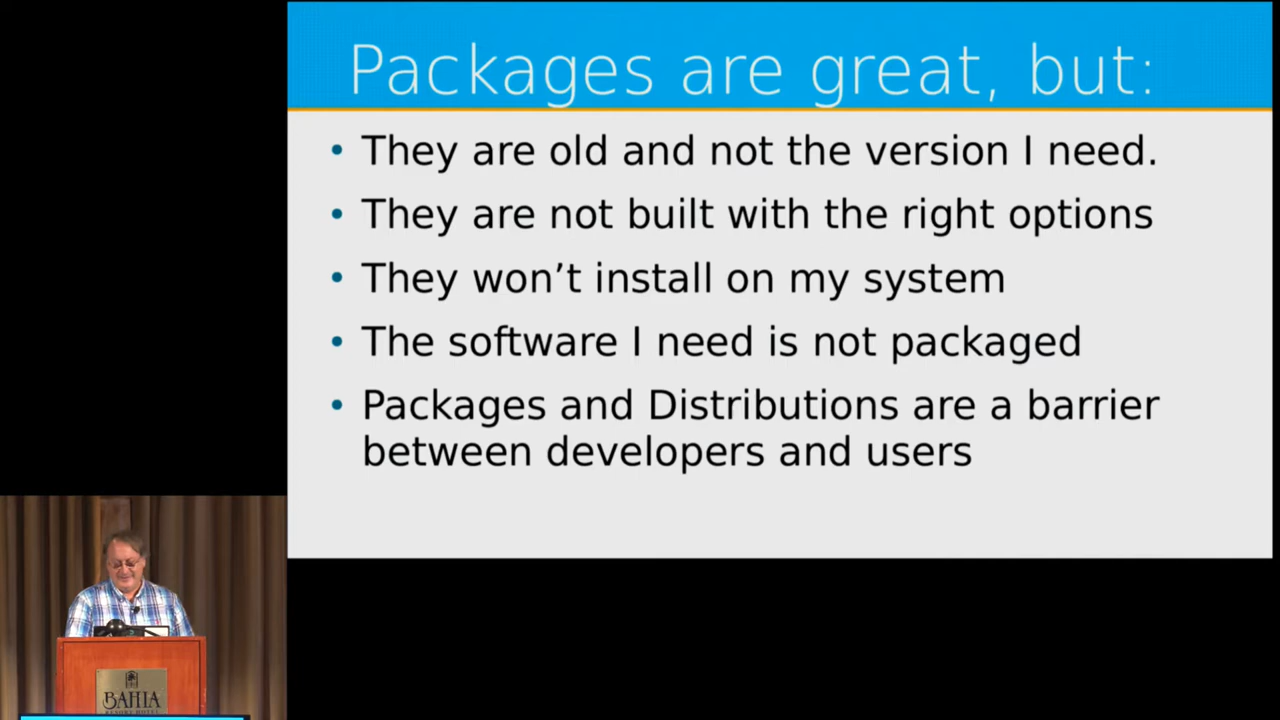 Packages are great, but:
• They are old and not the version I need.
• They are not built with the right options
• They won’t install on my system
• The software I need is not packaged
• Packages and Distributions are a barrier
between developers and users
BAHIA
RESORT HOTEL